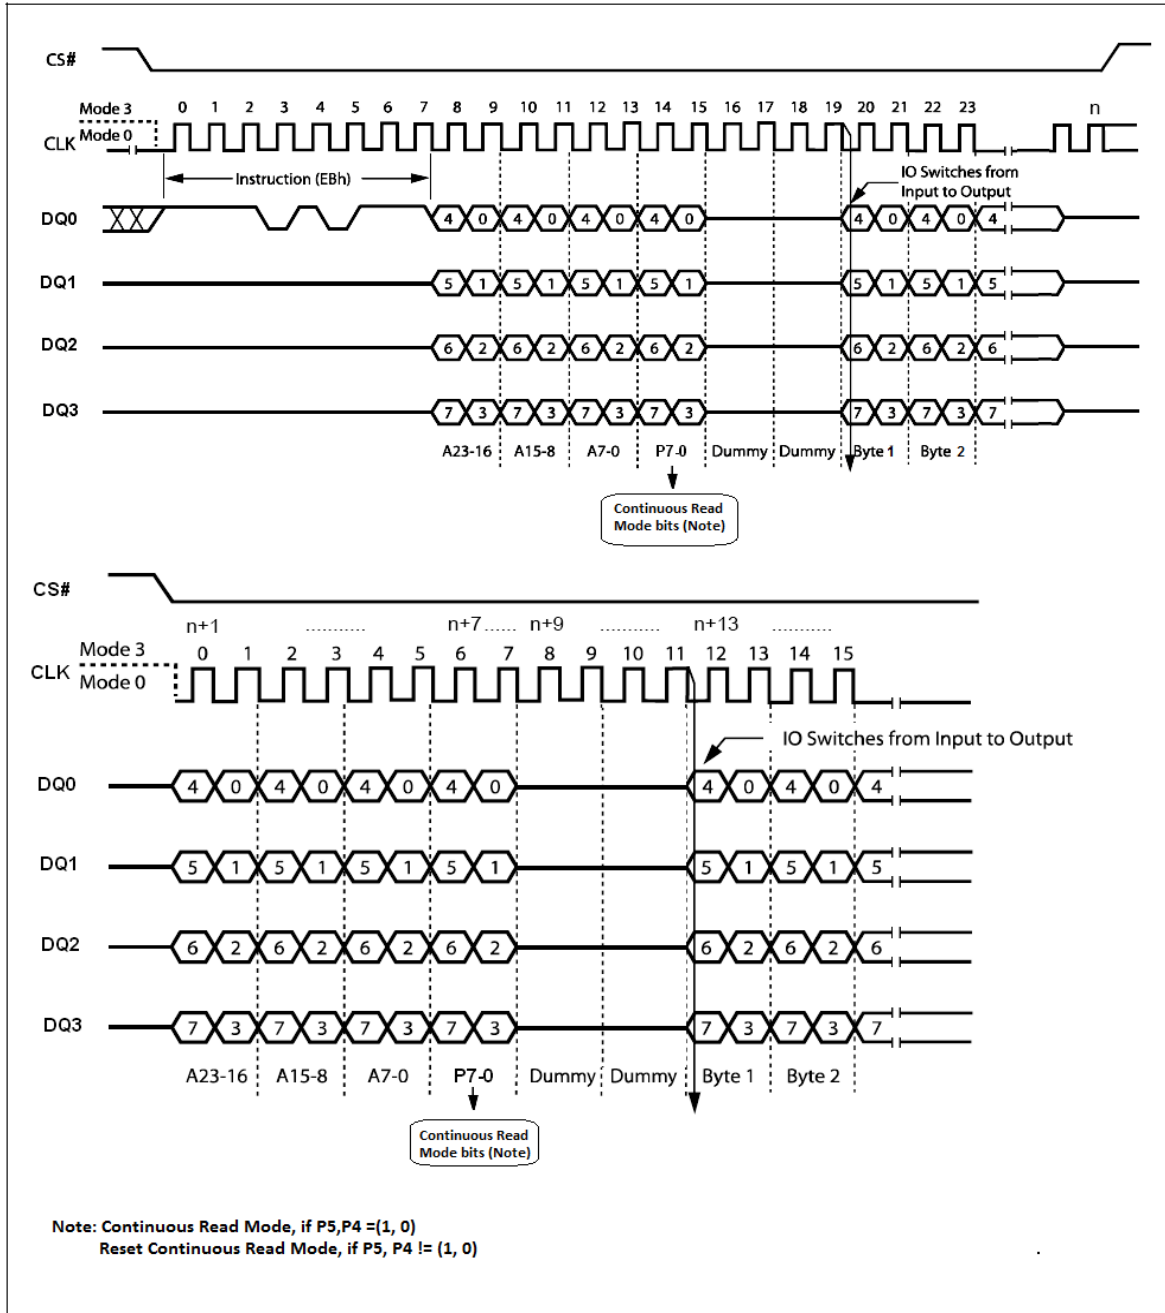 CS#
Mode 3
0 1 2 3 4 5 6 7 8 9 10 11 12 13 14 15 16 17 18 19 20 21 22 23 n
Mode 0
CLK
Instruction (EBh)
IO Switches from
Input to Output
DQ0 4 0 4 0 4 0 4 0 4 0 4 0 4
DQ1 5 1 5 1 5 1 5 1 5 1 5 1 5
DQ2 6 2 6 2 6 2 6 2 6 2 6 2 6
DQ3 7 3 7 3 7 3 7 3 7 3 7 3 7
A23-16 A15-8 A7-0 P7-0 Dummy Dummy Byte 1 Byte 2
Continuous Read
Mode bits (Note)
CS#
n+1 ........... n+7 ...... n+9 ........... n+13 ...........
Mode 3 0 1 2 3 4 5 6 7 8 9 10 11 12 13 14 15
CLK
Mode 0
IO Switches from Input to Output
DQ0 4 0 4 0 4 0 4 0 4 0 4 0 4
DQ1 5 1 5 1 5 1 5 1 5 1 5 1 5
DQ2 6 2 6 2 6 2 6 2 6 2 6 2 6
DQ3 7 3 7 3 7 3 7 3 7 3 7 3 7
A23-16 A15-8 A7-0 P7-0 Dummy Dummy Byte 1 Byte 2
Continuous Read
Mode bits (Note)
Note: Continuous Read Mode, if P5,P4 =(1, 0)
Reset Continuous Read Mode, if P5, P4 != (1, 0)
.